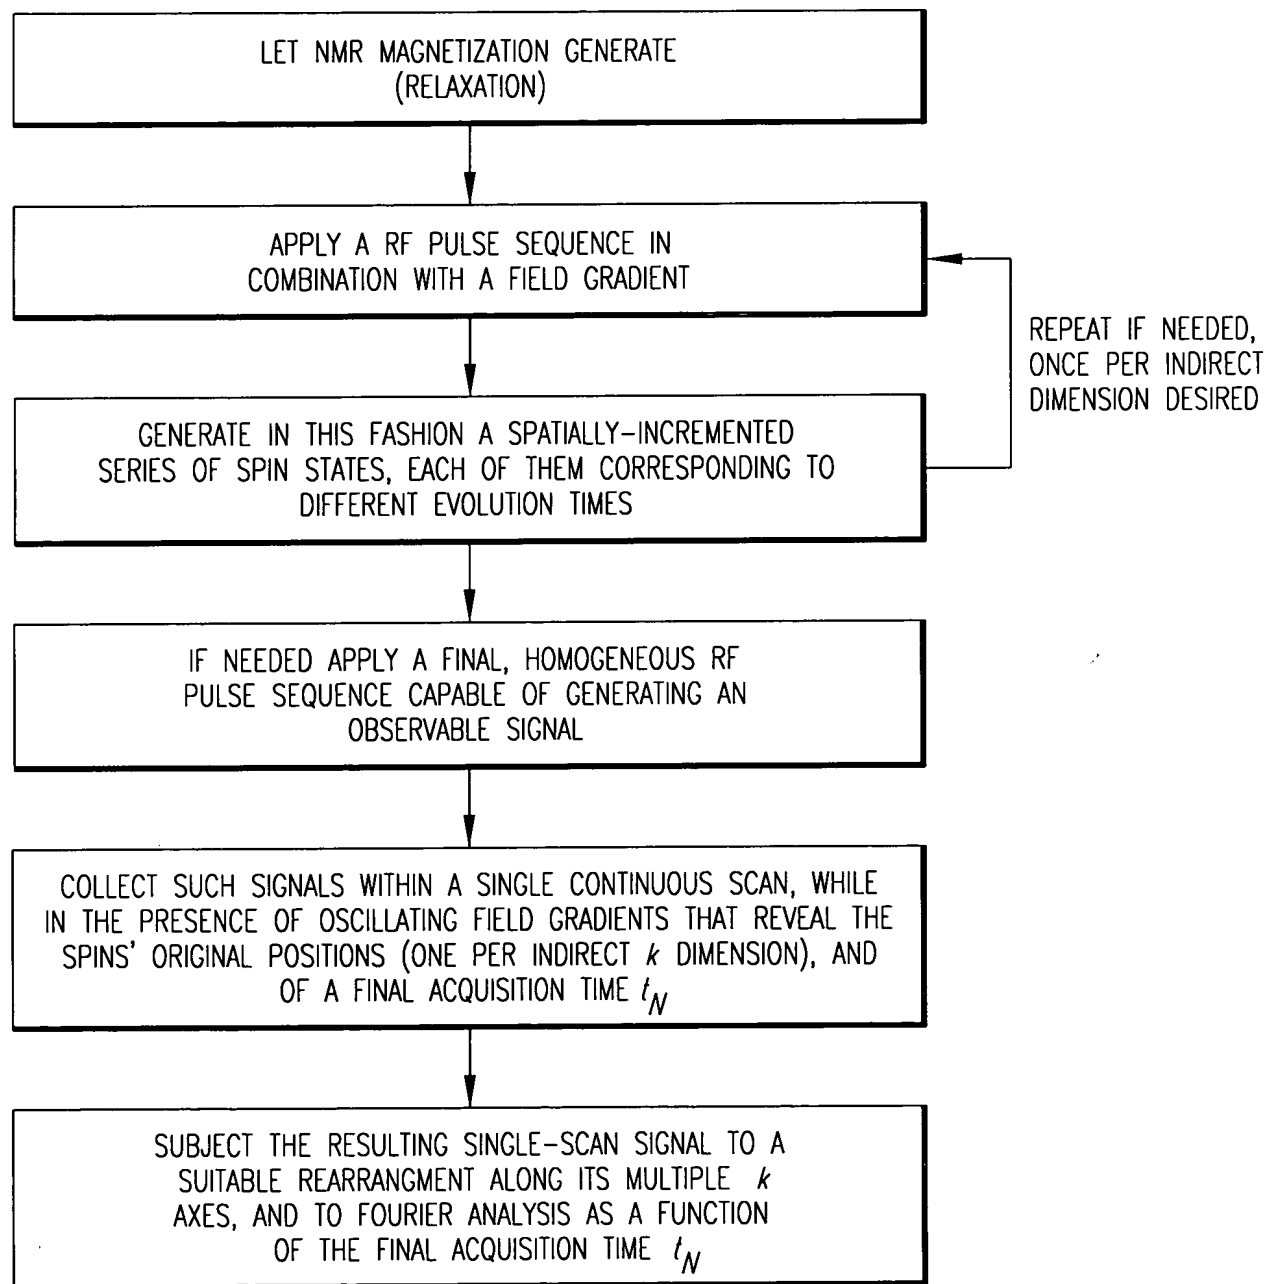 LET NMR MAGNETIZATION GENERATE
(RELAXATION)
APPLY A RF PULSE SEQUENCE IN
COMBINATION WITH A FIELD GRADIENT
REPEAT IF NEEDED,
ONCE PER INDIRECT
DIMENSION DESIRED
GENERATE IN THIS FASHION A SPATIALLY-INCREMENTED
SERIES OF SPIN STATES, EACH OF THEM CORRESPONDING TO
DIFFERENT EVOLUTION TIMES
IF NEEDED APPLY A FINAL, HOMOGENEOUS RF
PULSE SEQUENCE CAPABLE OF GENERATING AN
OBSERVABLE SIGNAL
COLLECT SUCH SIGNALS WITHIN A SINGLE CONTINUOUS SCAN, WHILE
IN THE PRESENCE OF OSCILLATING FIELD GRADIENTS THAT REVEAL THE
SPINS' ORIGINAL POSITIONS (ONE PER INDIRECT k DIMENSION), AND
OF A FINAL ACQUISITION TIME t_N
SUBJECT THE RESULTING SINGLE-SCAN SIGNAL TO A
SUITABLE REARRANGMENT ALONG ITS MULTIPLE k
AXES, AND TO FOURIER ANALYSIS AS A FUNCTION
OF THE FINAL ACQUISITION TIME t_N